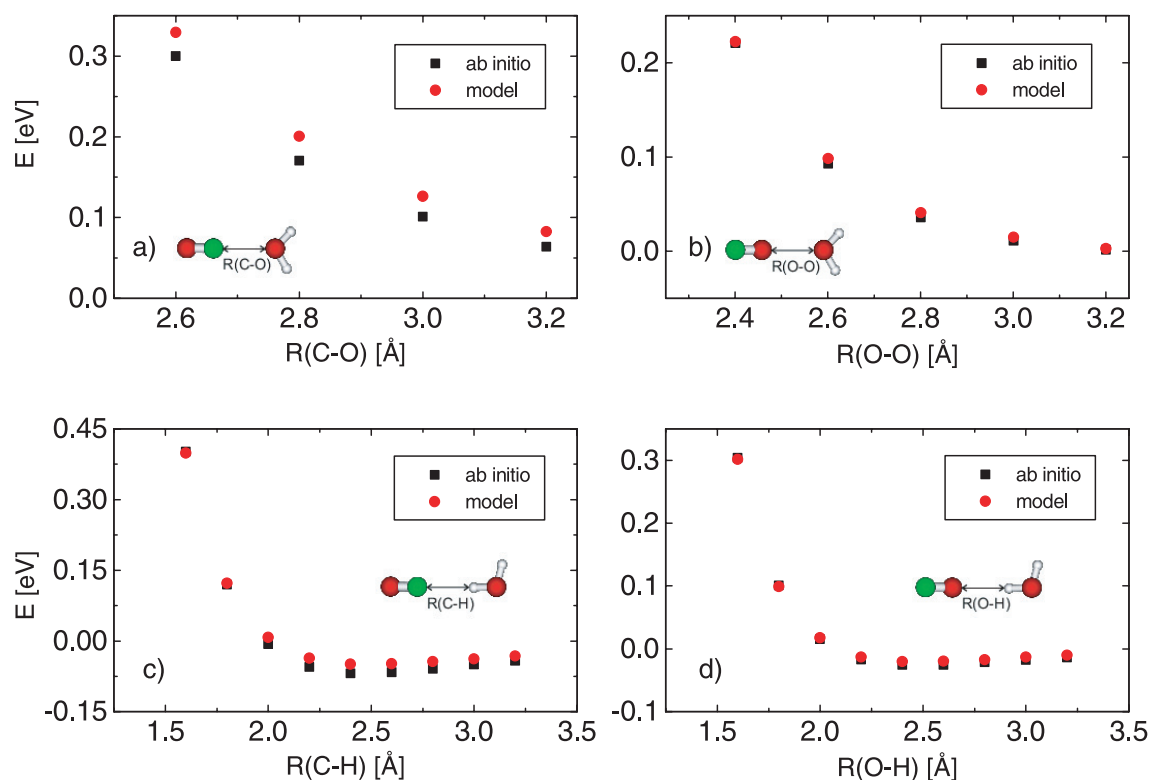 E [eV]
0.3
0.2
0.1
0.0
ab initio
model
a)
R(C-O)
2.6 2.8 3.0 3.2
R(C-O) [Å]
0.2
0.1
0.0
ab initio
model
b)
R(O-O)
2.4 2.6 2.8 3.0 3.2
R(O-O) [Å]
E [eV]
0.45
0.30
0.15
0.00
-0.15
ab initio
model
R(C-H)
c)
1.5 2.0 2.5 3.0 3.5
R(C-H) [Å]
0.3
0.2
0.1
0.0
-0.1
ab initio
model
R(O-H)
d)
1.5 2.0 2.5 3.0 3.5
R(O-H) [Å]